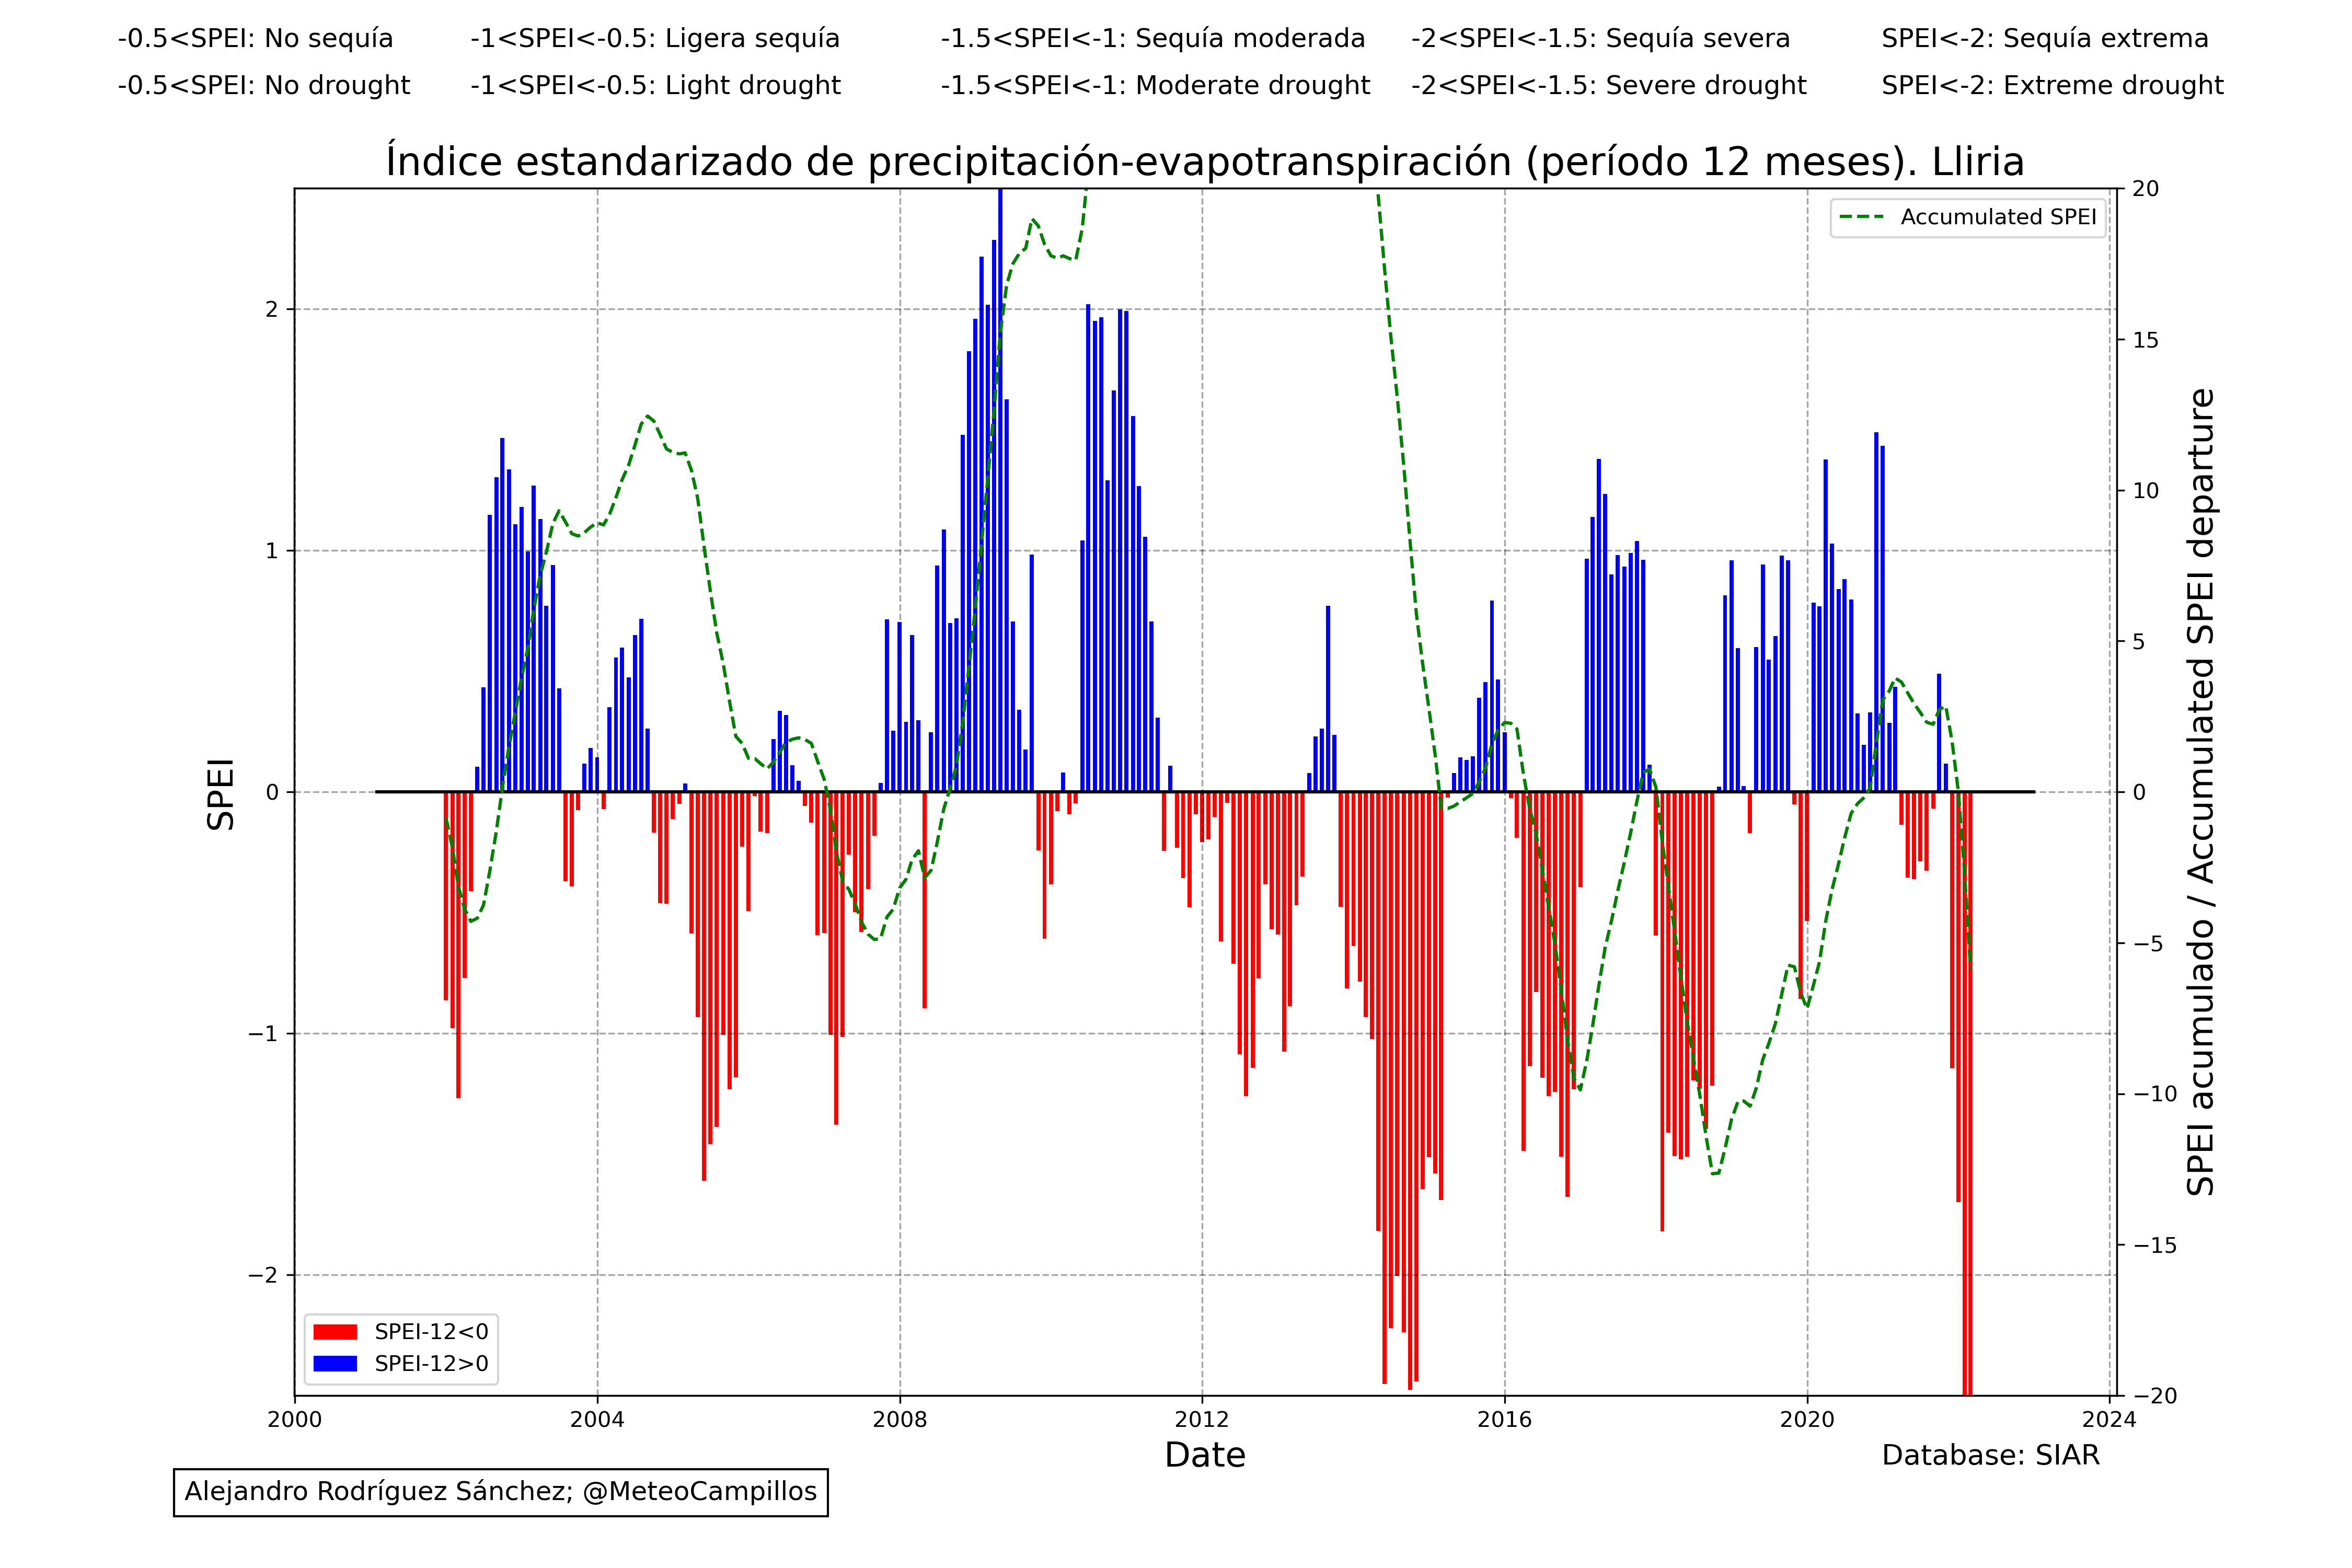 -0.5<SPEI: No sequía -1<SPEI<-0.5: Ligera sequía -1.5<SPEI<-1: Sequía moderada -2<SPEI<-1.5: Sequía severa SPEI<-2: Sequía extrema
-0.5<SPEI: No drought -1<SPEI<-0.5: Light drought -1.5<SPEI<-1: Moderate drought -2<SPEI<-1.5: Severe drought SPEI<-2: Extreme drought
Índice estandarizado de precipitación-evapotranspiración (período 12 meses). Lliria
Accumulated SPEI
SPEI
2
1
0
−1
−2
20
15
10
5
0
−5
−10
−15
−20
SPEI acumulado / Accumulated SPEI departure
SPEI-12<0
SPEI-12>0
2000 2004 2008 2012 2016 2020 2024
Date
Database: SIAR
Alejandro Rodríguez Sánchez; @MeteoCampillos